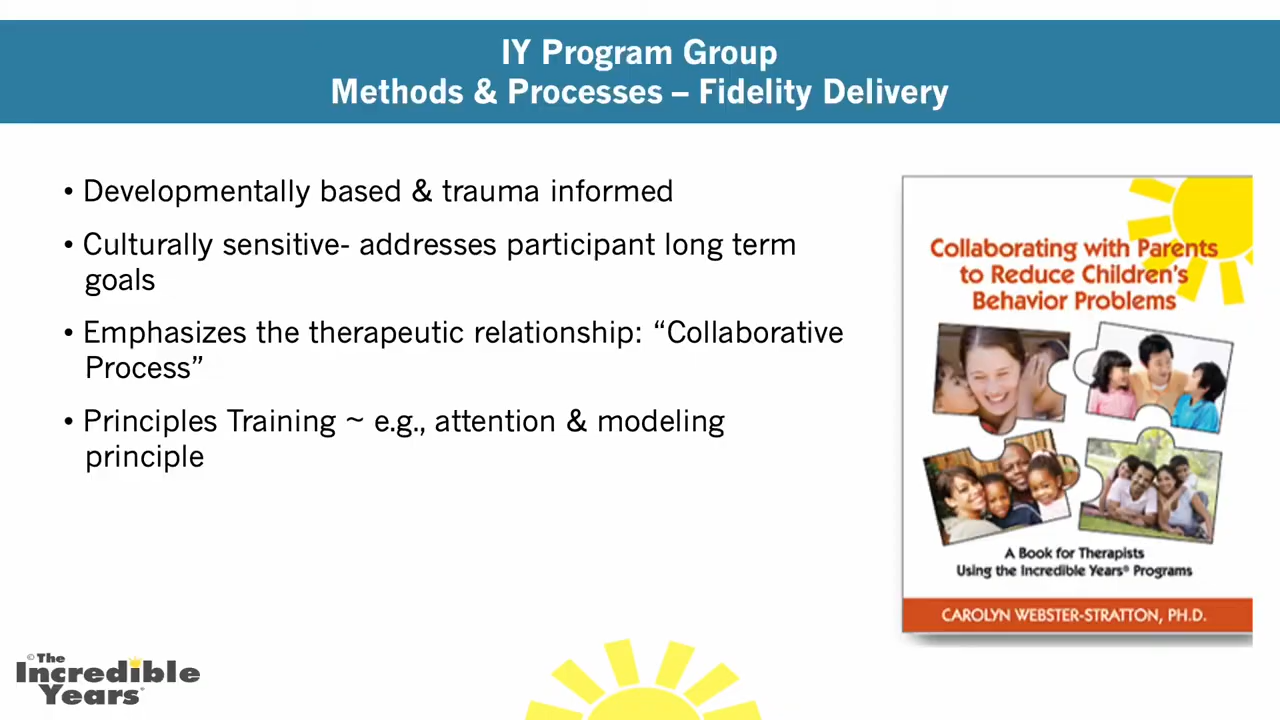 IY Program Group
Methods & Processes – Fidelity Delivery
• Developmentally based & trauma informed
• Culturally sensitive- addresses participant long term
goals
• Emphasizes the therapeutic relationship: “Collaborative
Process”
• Principles Training ~ e.g., attention & modeling
principle
Collaborating with Parents
to Reduce Children's
Behavior Problems
A Book for Therapists
Using the Incredible Years® Programs
CAROLYN WEBSTER-STRATTON, PH.D.
© The
Incredible
Years®